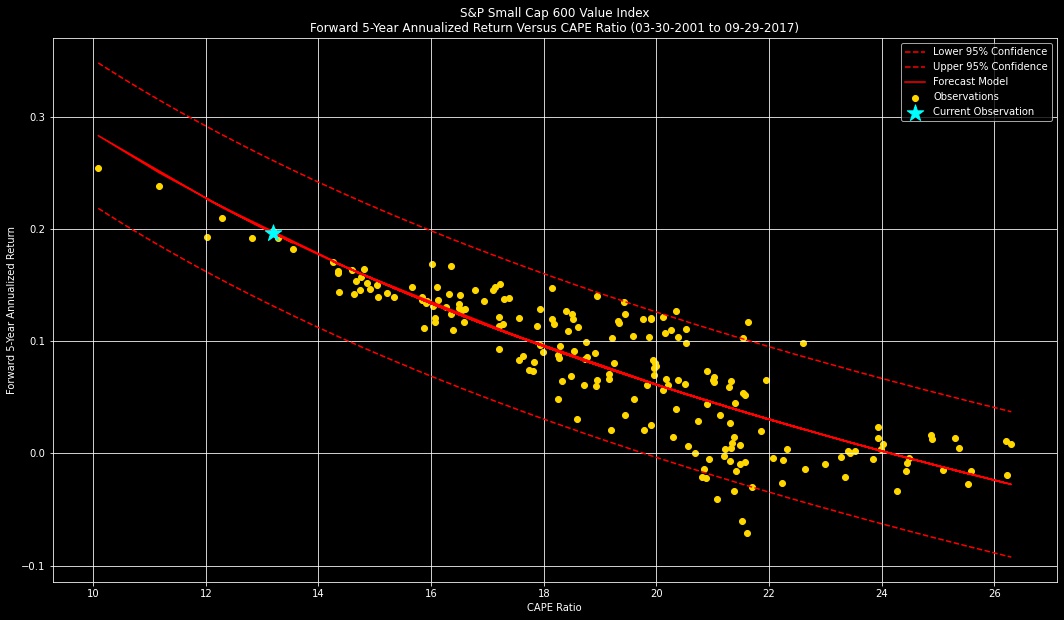 S&P Small Cap 600 Value Index
Forward 5-Year Annualized Return Versus CAPE Ratio (03-30-2001 to 09-29-2017)
Lower 95% Confidence
Upper 95% Confidence
Forecast Model
Observations
Current Observation
Forward 5-Year Annualized Return
0.3
0.2
0.1
0.0
−0.1
10 12 14 16 18 20 22 24 26
CAPE Ratio